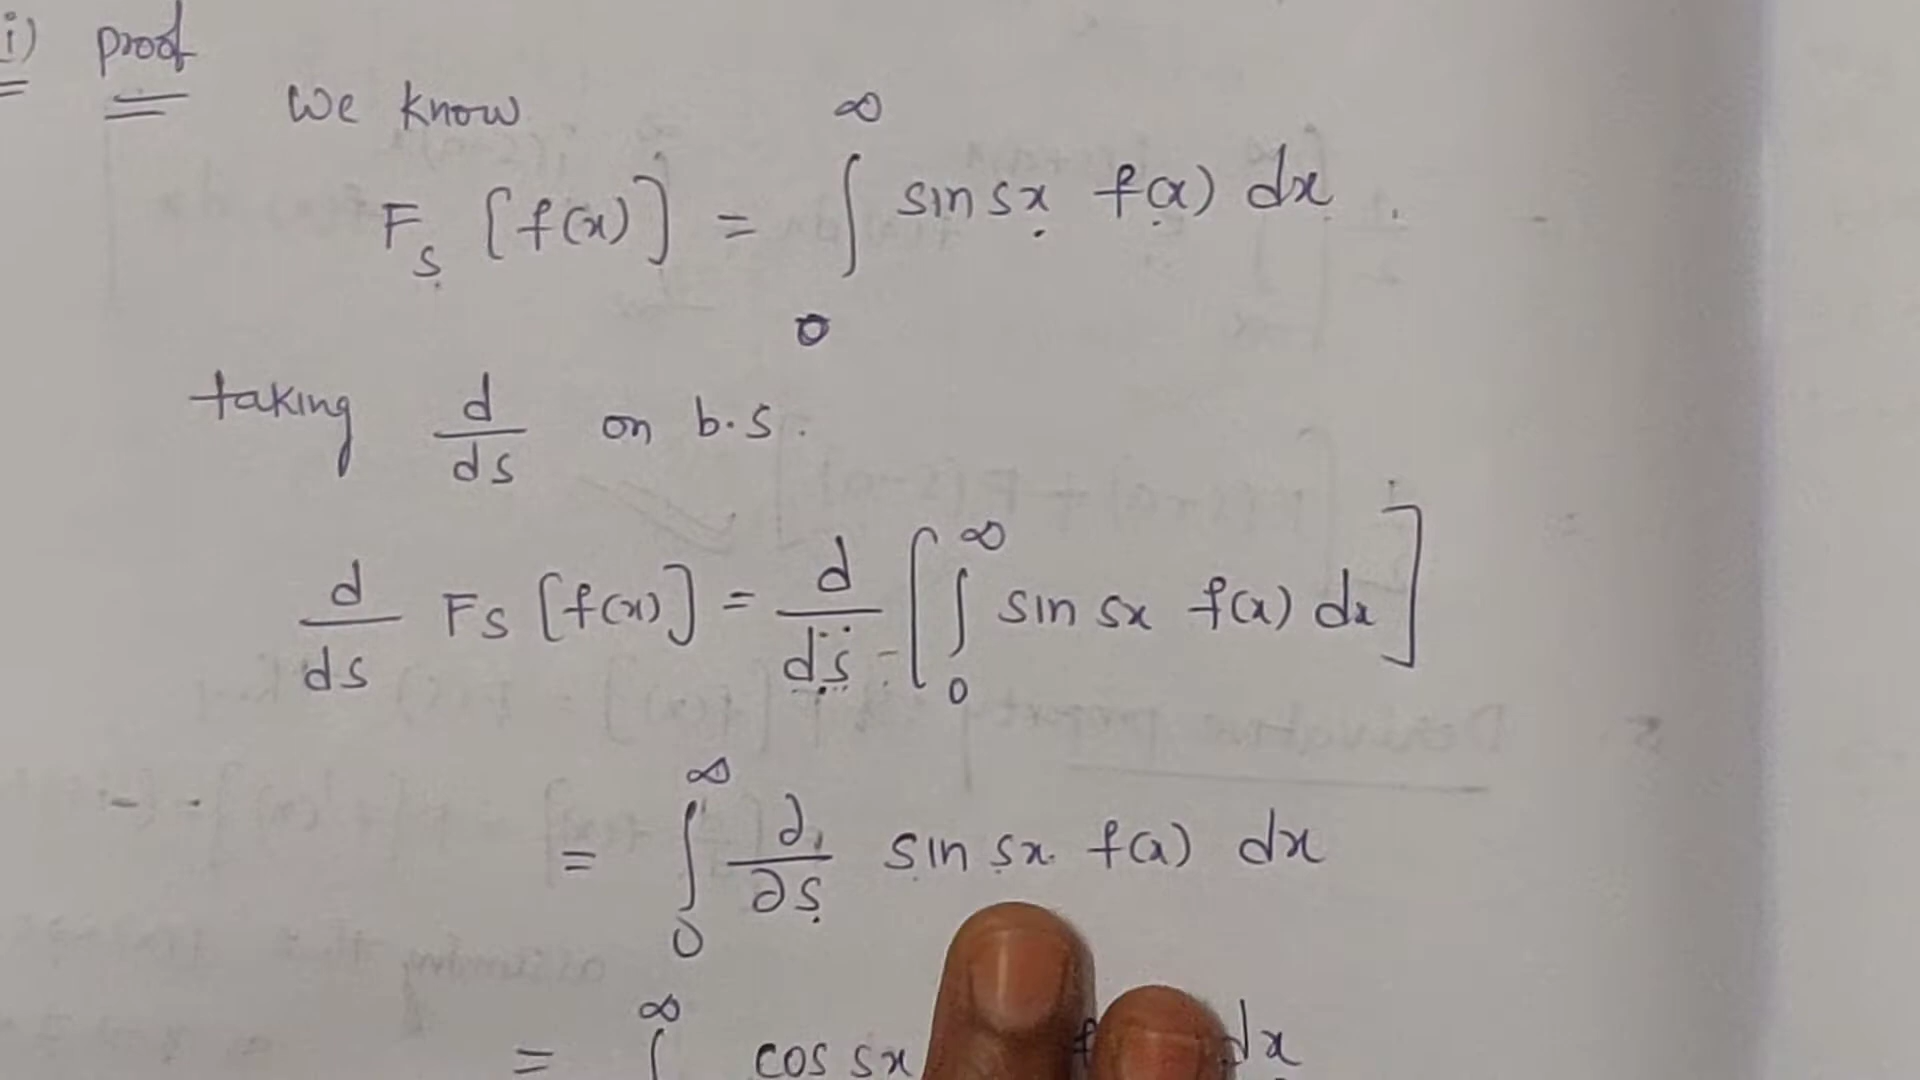 i) proof
We know
F_s [f(x)] = ∫_0^∞ sin sx f(x) dx.
taking d/ds on b.s.
d/ds Fs [f(x)] = d/ds [∫_0^∞ sin sx f(x) dx]
= ∫_0^∞ ∂/∂s sin sx f(x) dx
= ∫^∞ cos sx dx